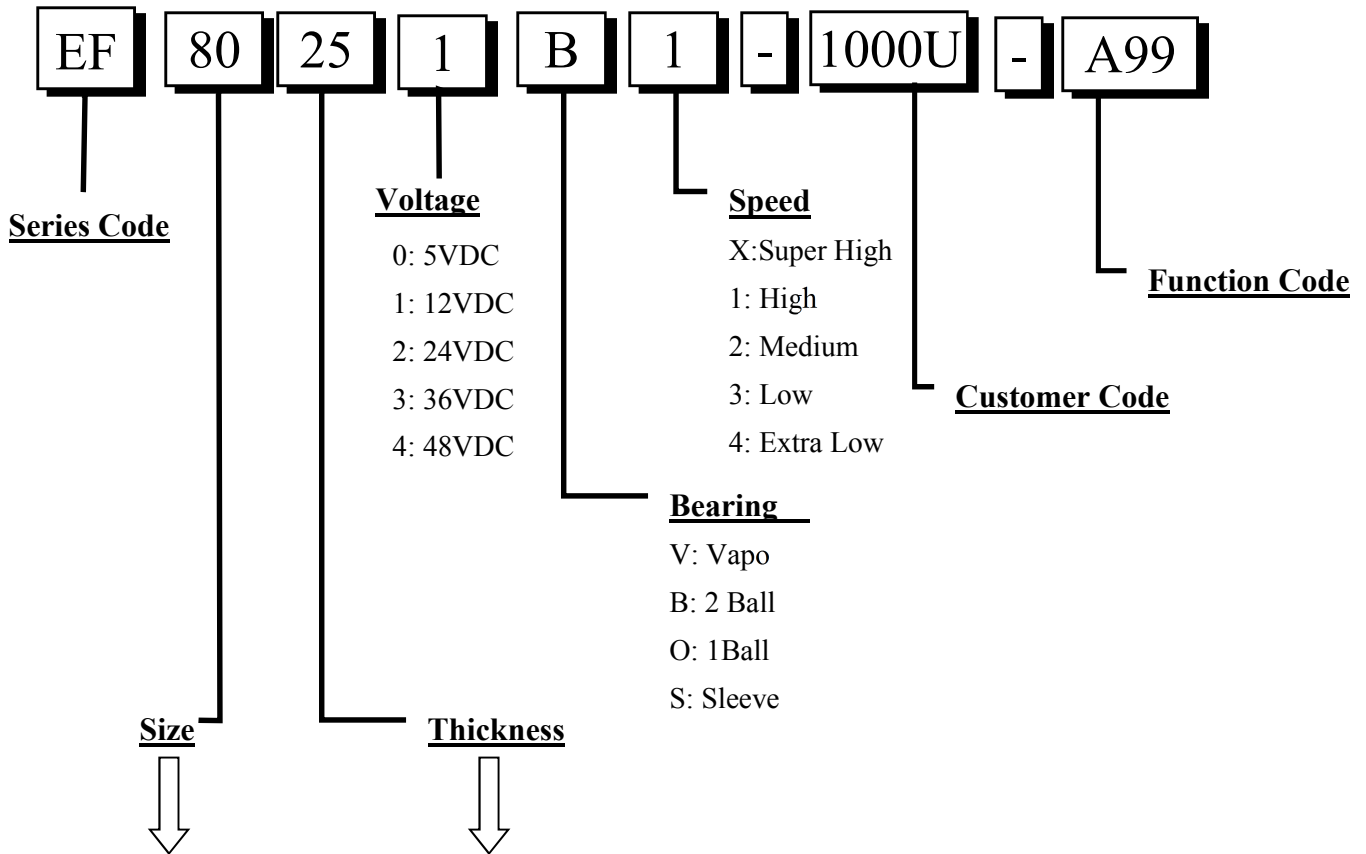 EF 80 25 1 B 1 - 1000U - A99
Series Code
Voltage
0: 5VDC
1: 12VDC
2: 24VDC
3: 36VDC
4: 48VDC
Speed
X:Super High
1: High
2: Medium
3: Low
4: Extra Low
Function Code
Customer Code
Bearing
V: Vapo
B: 2 Ball
O: 1Ball
S: Sleeve
Size
Thickness